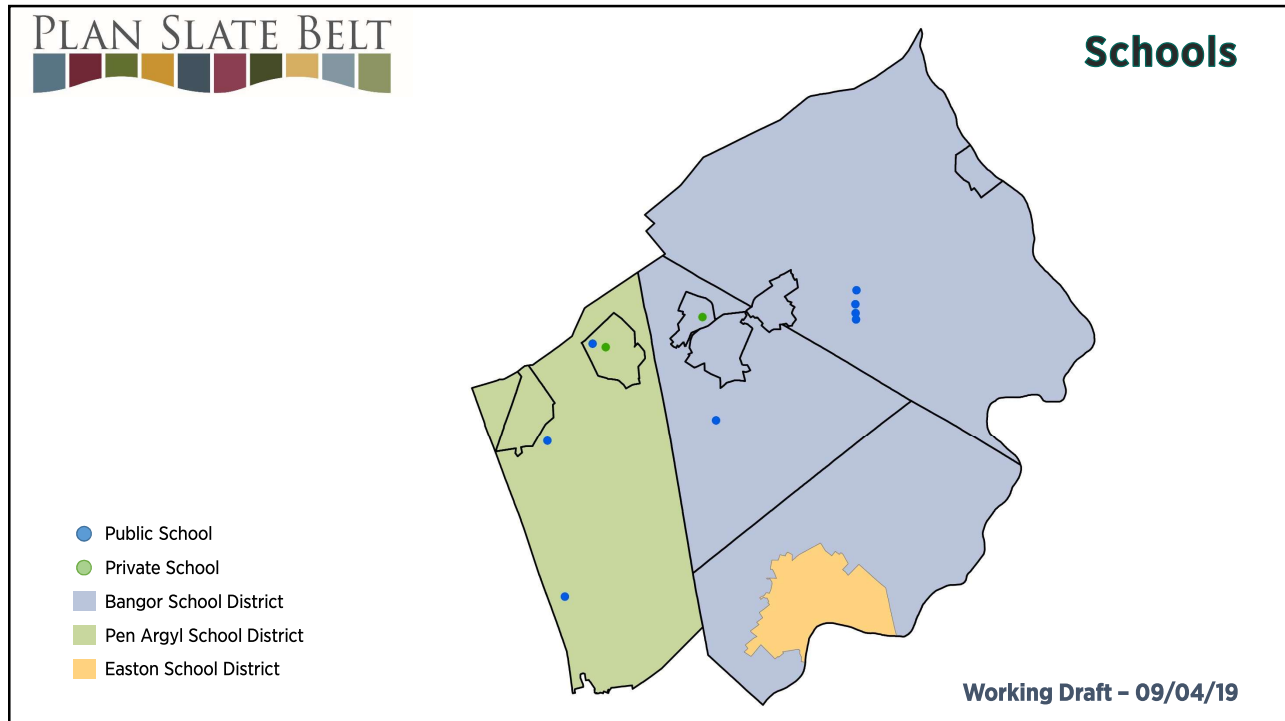 PLAN SLATE BELT
Schools
Public School
Private School
Bangor School District
Pen Argyl School District
Easton School District
Working Draft – 09/04/19